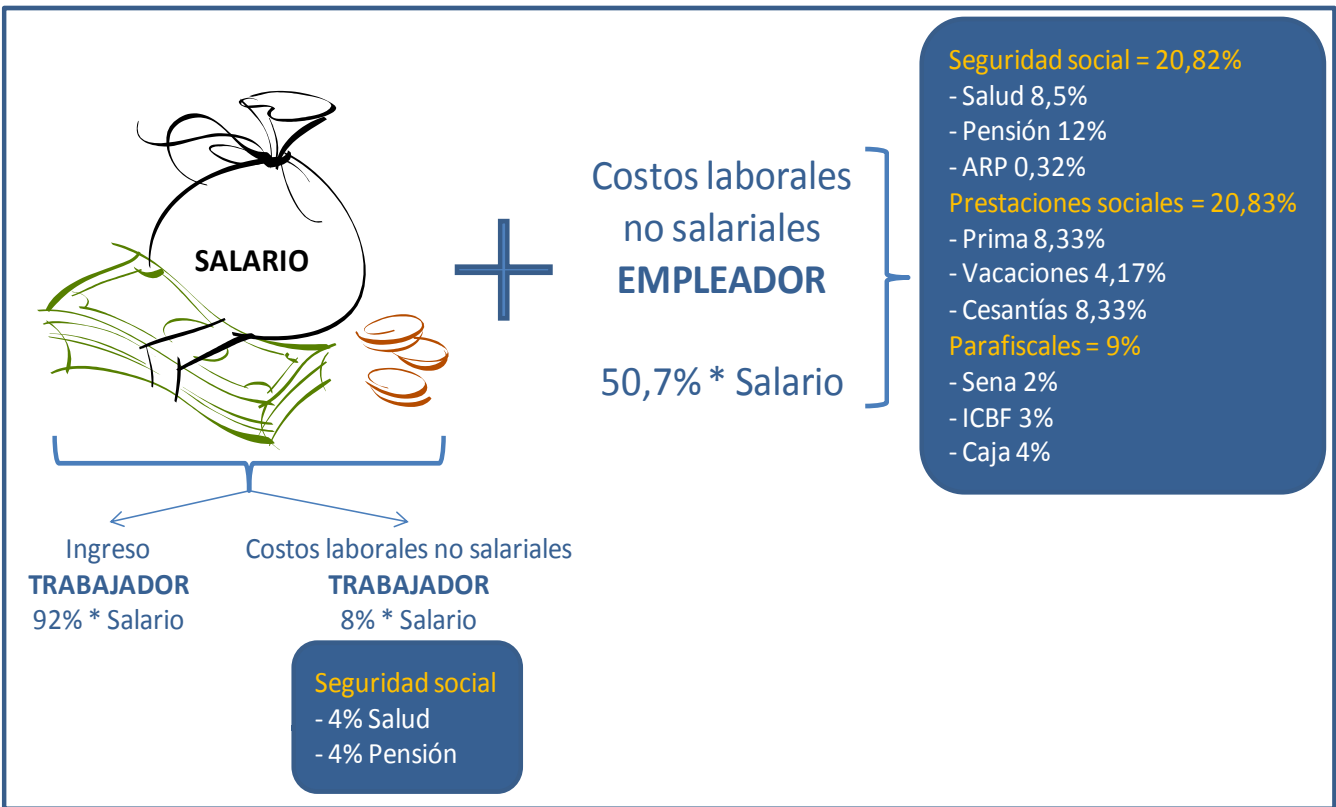 SALARIO
Costos laborales
no salariales
EMPLEADOR
50,7% * Salario
Seguridad social = 20,82%
- Salud 8,5%
- Pensión 12%
- ARP 0,32%
Prestaciones sociales = 20,83%
- Prima 8,33%
- Vacaciones 4,17%
- Cesantías 8,33%
Parafiscales = 9%
- Sena 2%
- ICBF 3%
- Caja 4%
Ingreso
TRABAJADOR
92% * Salario
Costos laborales no salariales
TRABAJADOR
8% * Salario
Seguridad social
- 4% Salud
- 4% Pensión